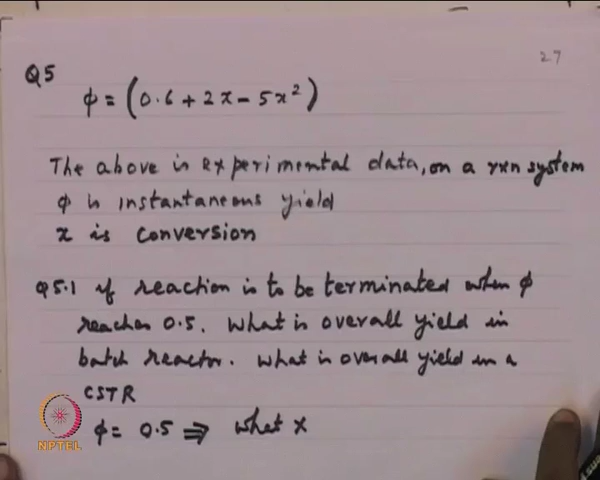 2.7
Q5
φ = (0.6 + 2x - 5x²)
The above is experimental data, on a rxn system
φ is instantaneous yield
x is conversion
Q5.1 if reaction is to be terminated when φ
reaches 0.5. What is overall yield in
batch reactor. What is overall yield in a
CSTR
φ = 0.5 ⇒ what x
NPTEL